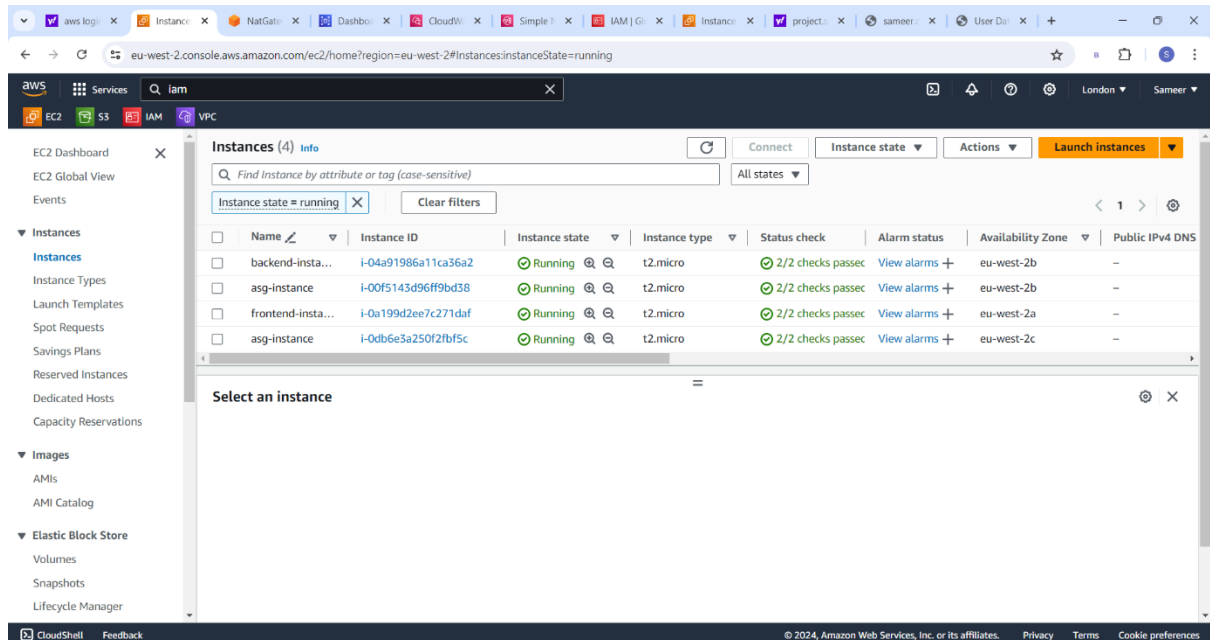 aws logi
Instance
NatGate
Dashbo
CloudW
Simple N
IAM | Gl
Instance
project.c
sameer.c
User Dat
eu-west-2.console.aws.amazon.com/ec2/home?region=eu-west-2#Instances:instanceState=running
S
aws
Services
iam
London
Sameer
EC2 S3 IAM VPC
EC2 Dashboard
EC2 Global View
Events
Instances
Instances
Instance Types
Launch Templates
Spot Requests
Savings Plans
Reserved Instances
Dedicated Hosts
Capacity Reservations
Images
AMIs
AMI Catalog
Elastic Block Store
Volumes
Snapshots
Lifecycle Manager
Instances (4) Info
Connect
Instance state
Actions
Launch instances
Find Instance by attribute or tag (case-sensitive)
All states
Instance state = running
Clear filters
1
Name Instance ID Instance state Instance type Status check Alarm status Availability Zone Public IPv4 DNS
backend-insta... i-04a91986a11ca36a2 Running t2.micro 2/2 checks passec View alarms + eu-west-2b –
asg-instance i-00f5143d96ff9bd38 Running t2.micro 2/2 checks passec View alarms + eu-west-2b –
frontend-insta... i-0a199d2ee7c271daf Running t2.micro 2/2 checks passec View alarms + eu-west-2a –
asg-instance i-0db6e3a250f2fbf5c Running t2.micro 2/2 checks passec View alarms + eu-west-2c –
Select an instance
CloudShell Feedback
© 2024, Amazon Web Services, Inc. or its affiliates. Privacy Terms Cookie preferences